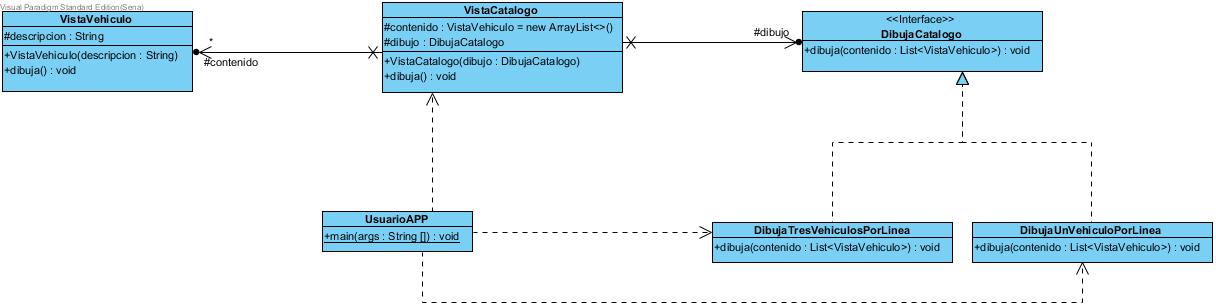 Visual Paradigm Standard Edition(Sena)
VistaVehiculo
#descripcion : String
+VistaVehiculo(descripcion : String)
+dibuja() : void
*
#contenido
VistaCatalogo
#contenido : VistaVehiculo = new ArrayList<>()
#dibujo : DibujaCatalogo
+VistaCatalogo(dibujo : DibujaCatalogo)
+dibuja() : void
#dibujo
<<Interface>>
DibujaCatalogo
+dibuja(contenido : List<VistaVehiculo>) : void
UsuarioAPP
+main(args : String []) : void
DibujaTresVehiculosPorLinea
+dibuja(contenido : List<VistaVehiculo>) : void
DibujaUnVehiculoPorLinea
+dibuja(contenido : List<VistaVehiculo>) : void